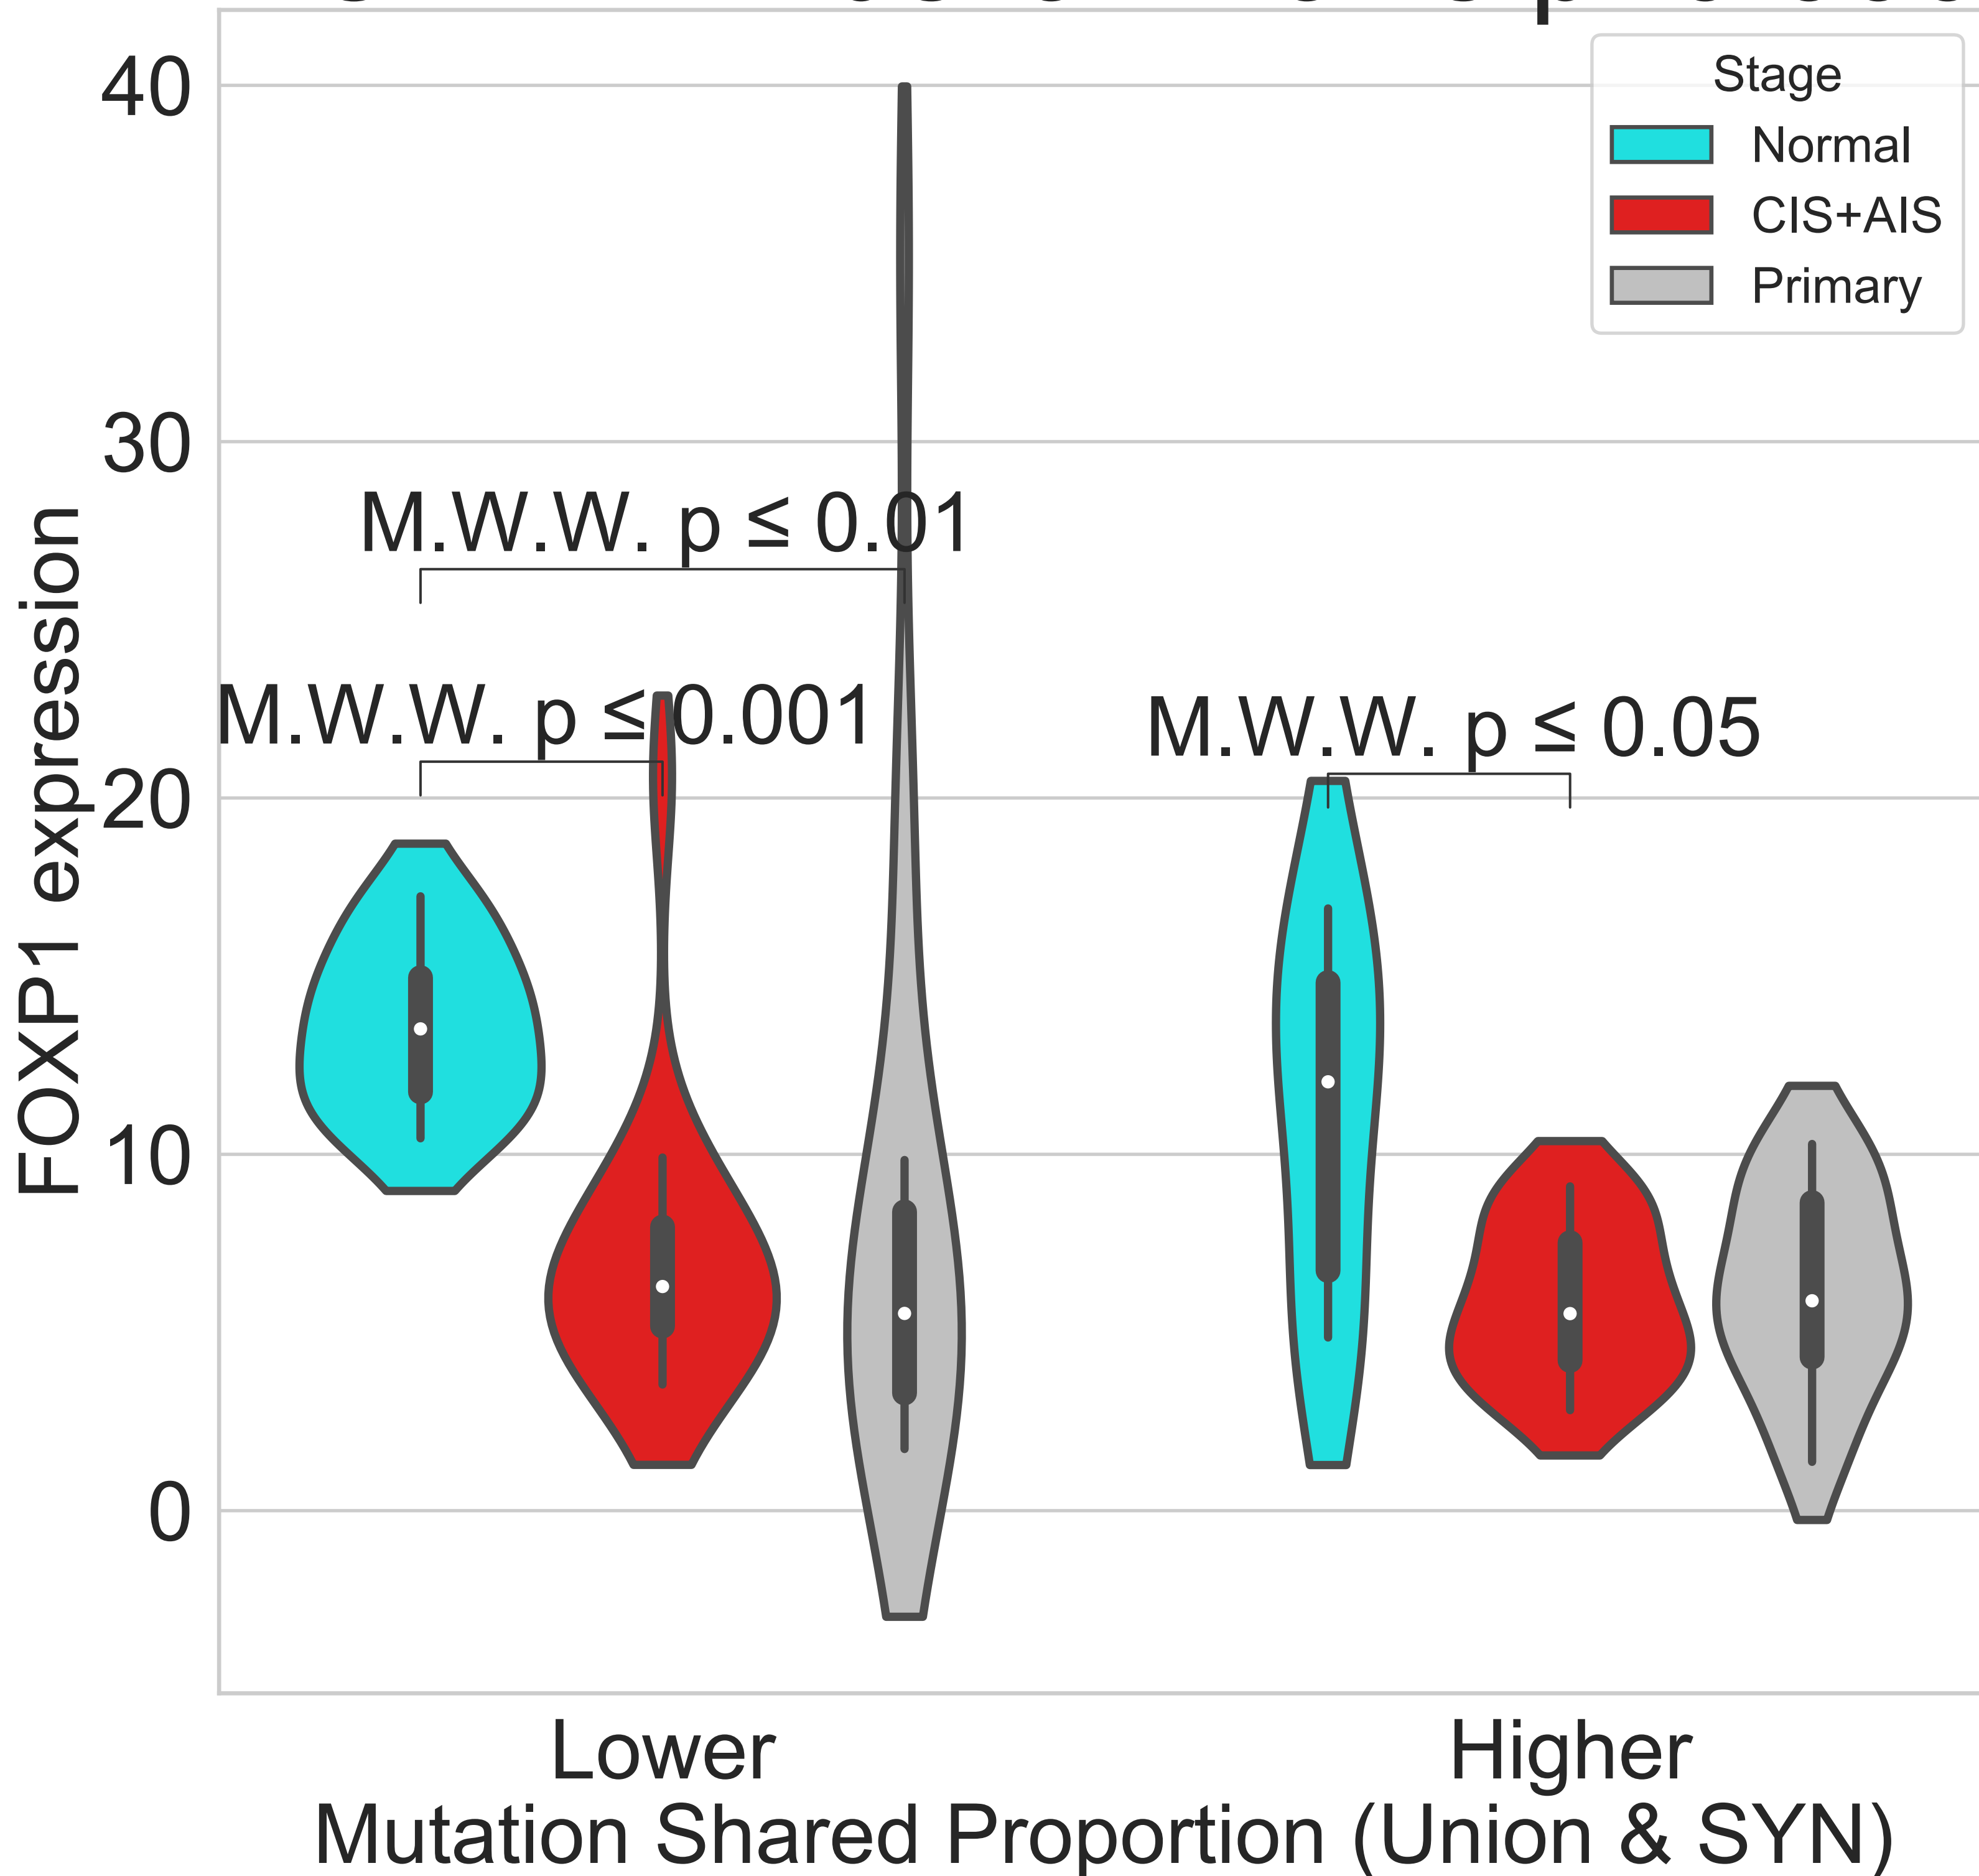 40
30
20
10
0
FOXP1 expression
Stage
Normal
CIS+AIS
Primary
M.W.W. p ≤ 0.01
M.W.W. p ≤ 0.001
M.W.W. p ≤ 0.05
Lower
Higher
Mutation Shared Proportion (Union & SYN)